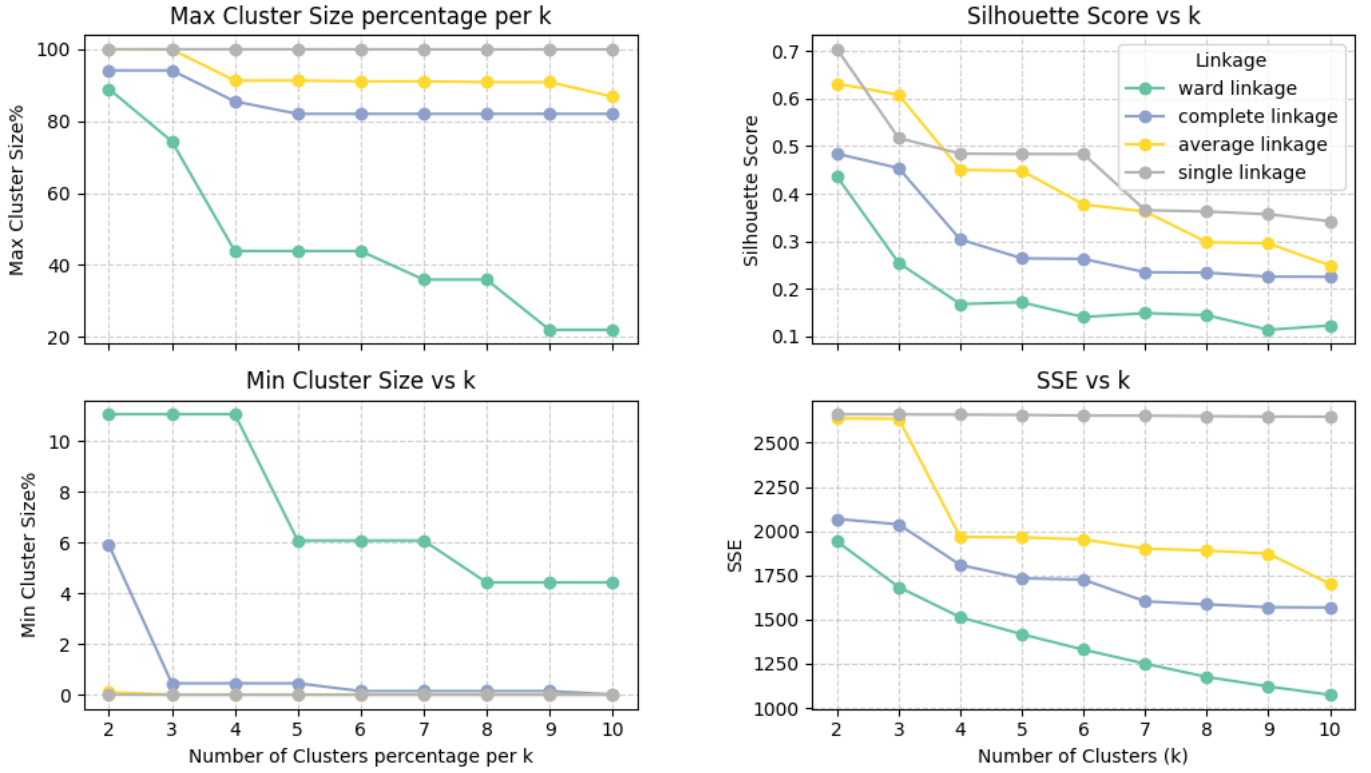 Max Cluster Size percentage per k
Max Cluster Size%
100
80
60
40
20
Silhouette Score vs k
Silhouette Score
0.7
0.6
0.5
0.4
0.3
0.2
0.1
Linkage
ward linkage
complete linkage
average linkage
single linkage
Min Cluster Size vs k
Min Cluster Size%
10
8
6
4
2
0
2 3 4 5 6 7 8 9 10
Number of Clusters percentage per k
SSE vs k
SSE
2500
2250
2000
1750
1500
1250
1000
2 3 4 5 6 7 8 9 10
Number of Clusters (k)